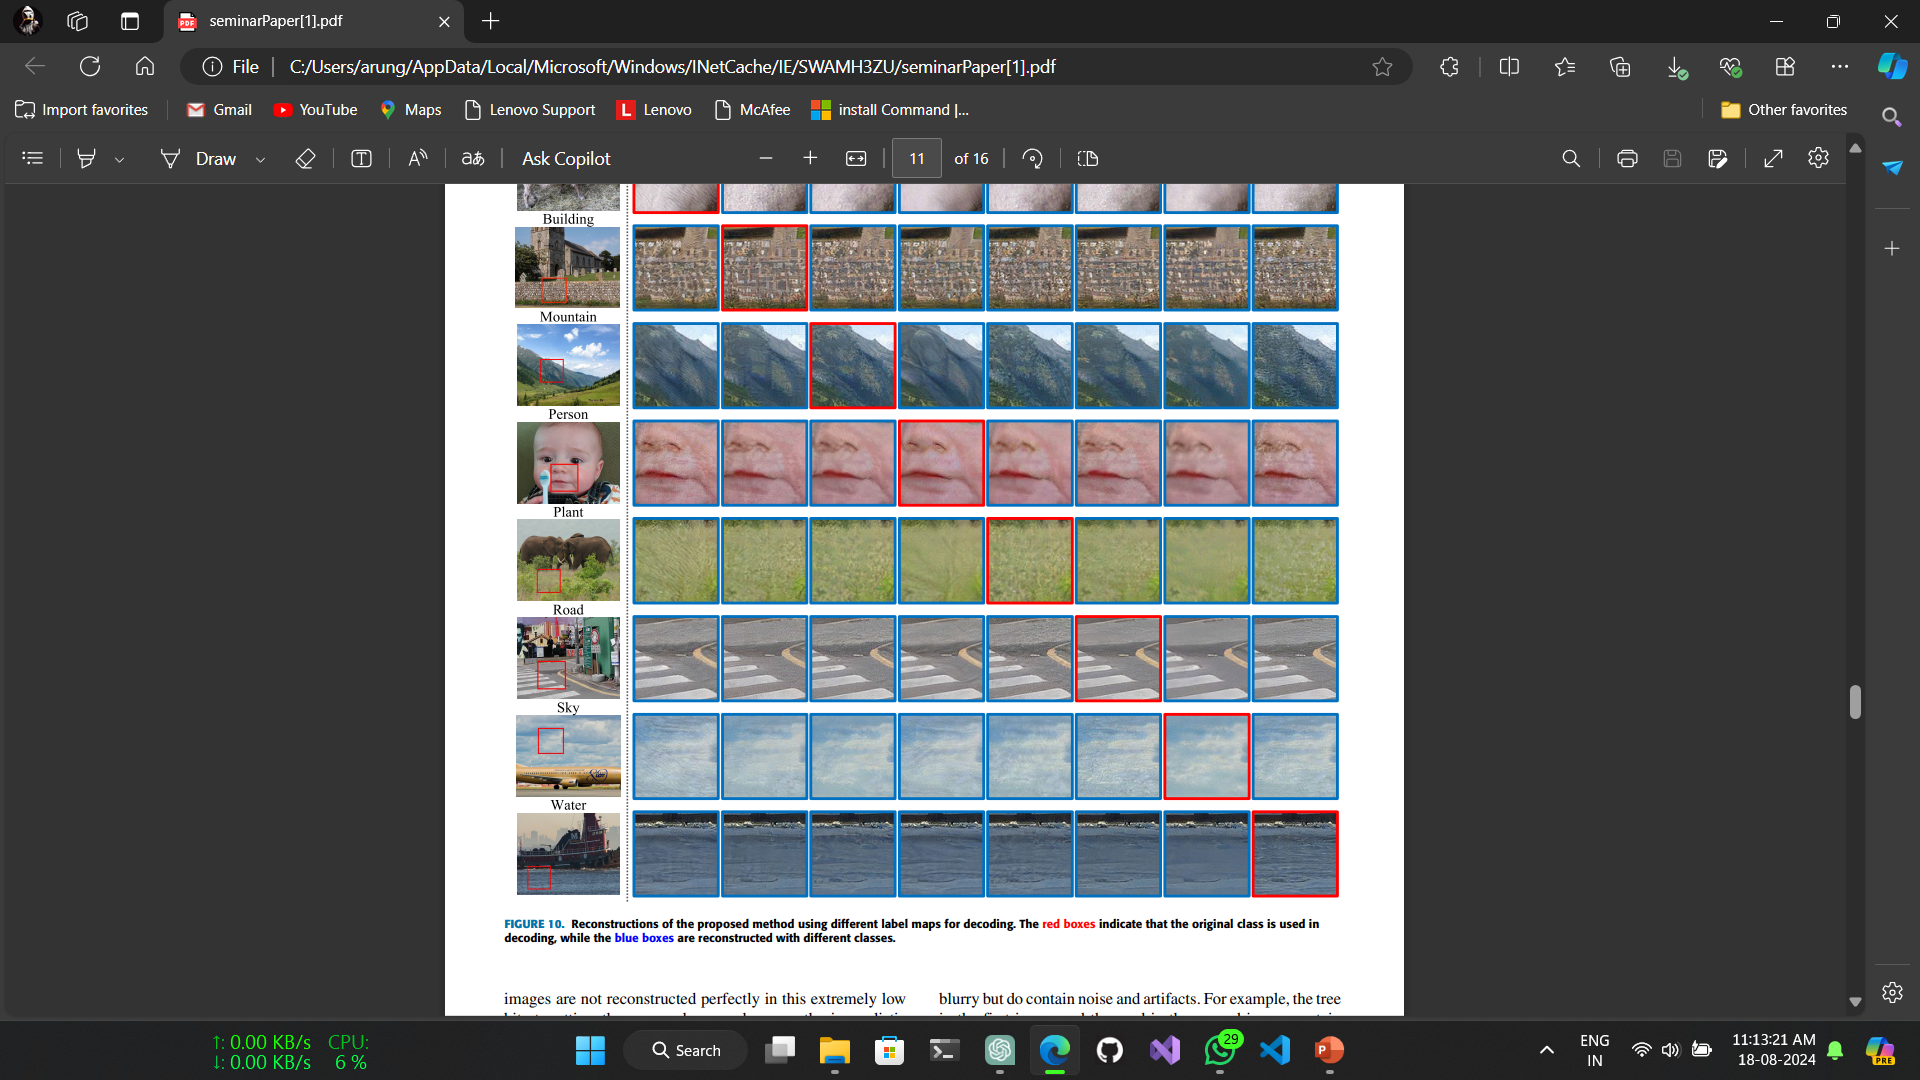 seminarPaper[1].pdf
File
C:/Users/arung/AppData/Local/Microsoft/Windows/INetCache/IE/SWAMH3ZU/seminarPaper[1].pdf
Import favorites
Gmail
YouTube
Maps
Lenovo Support
Lenovo
McAfee
install Command |...
Other favorites
Draw
Ask Copilot
11 of 16
Building
Mountain
Person
Plant
Road
Sky
Water
FIGURE 10. Reconstructions of the proposed method using different label maps for decoding. The red boxes indicate that the original class is used in
decoding, while the blue boxes are reconstructed with different classes.
images are not reconstructed perfectly in this extremely low
blurry but do contain noise and artifacts. For example, the tree
↑: 0.00 KB/s CPU:
↓: 0.00 KB/s 6 %
Search
29
ENG
IN
11:13:21 AM
18-08-2024